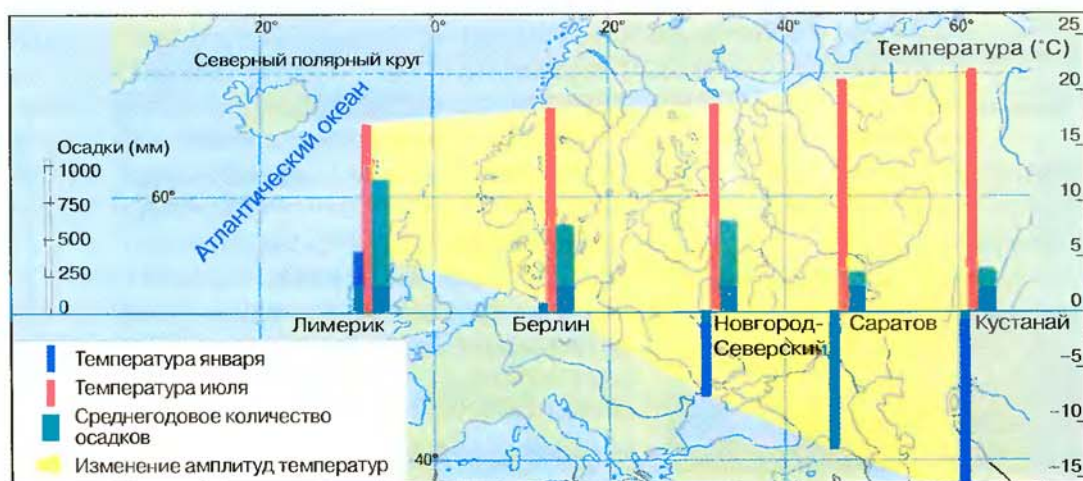 20° 0° 20° 40° 60° 25
Температура (°C)
Северный полярный круг
20
Атлантический океан
15
Осадки (мм)
1000
750
500
250
0
60°
10
5
0
Лимерик Берлин Новгород-Северский Саратов Кустанай
Температура января
Температура июля
Среднегодовое количество
осадков
Изменение амплитуд температур
40°
−5
−10
−15